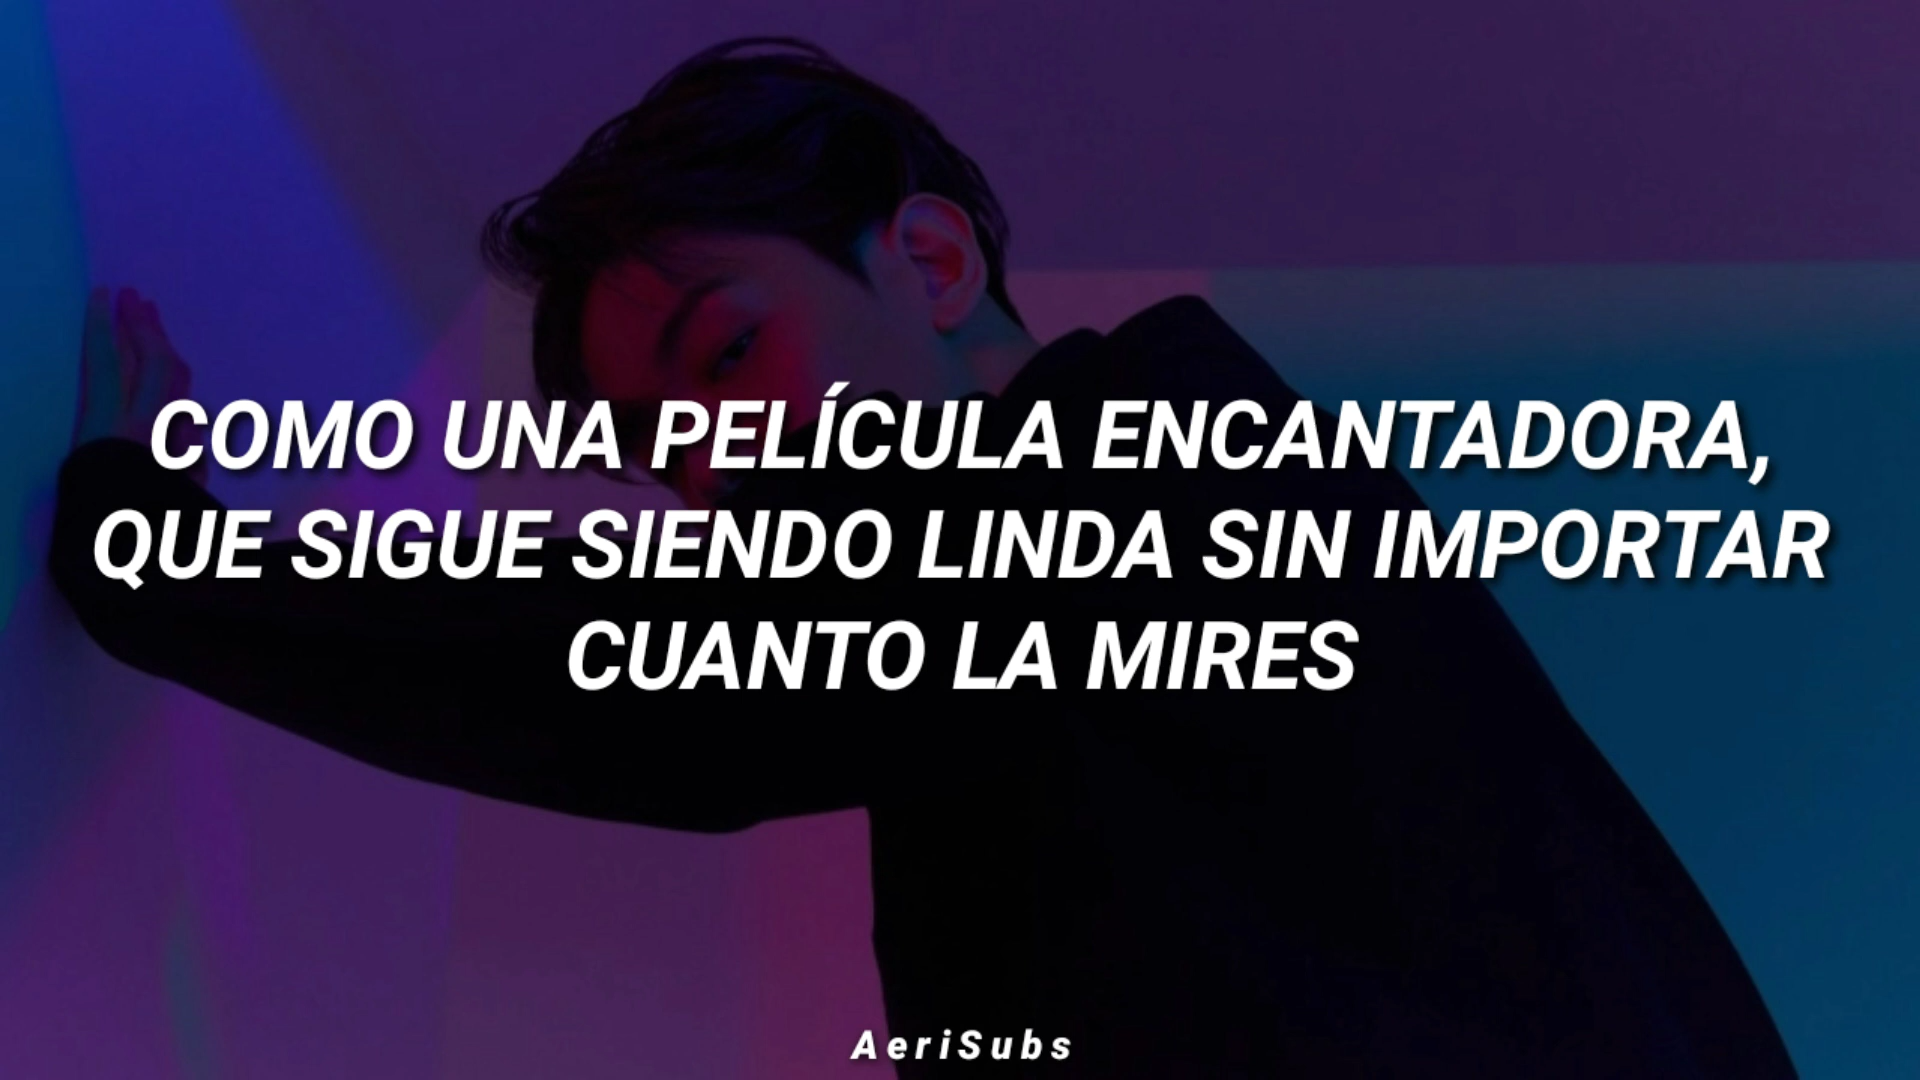 COMO UNA PELÍCULA ENCANTADORA,
QUE SIGUE SIENDO LINDA SIN IMPORTAR
CUANTO LA MIRES
AeriSubs